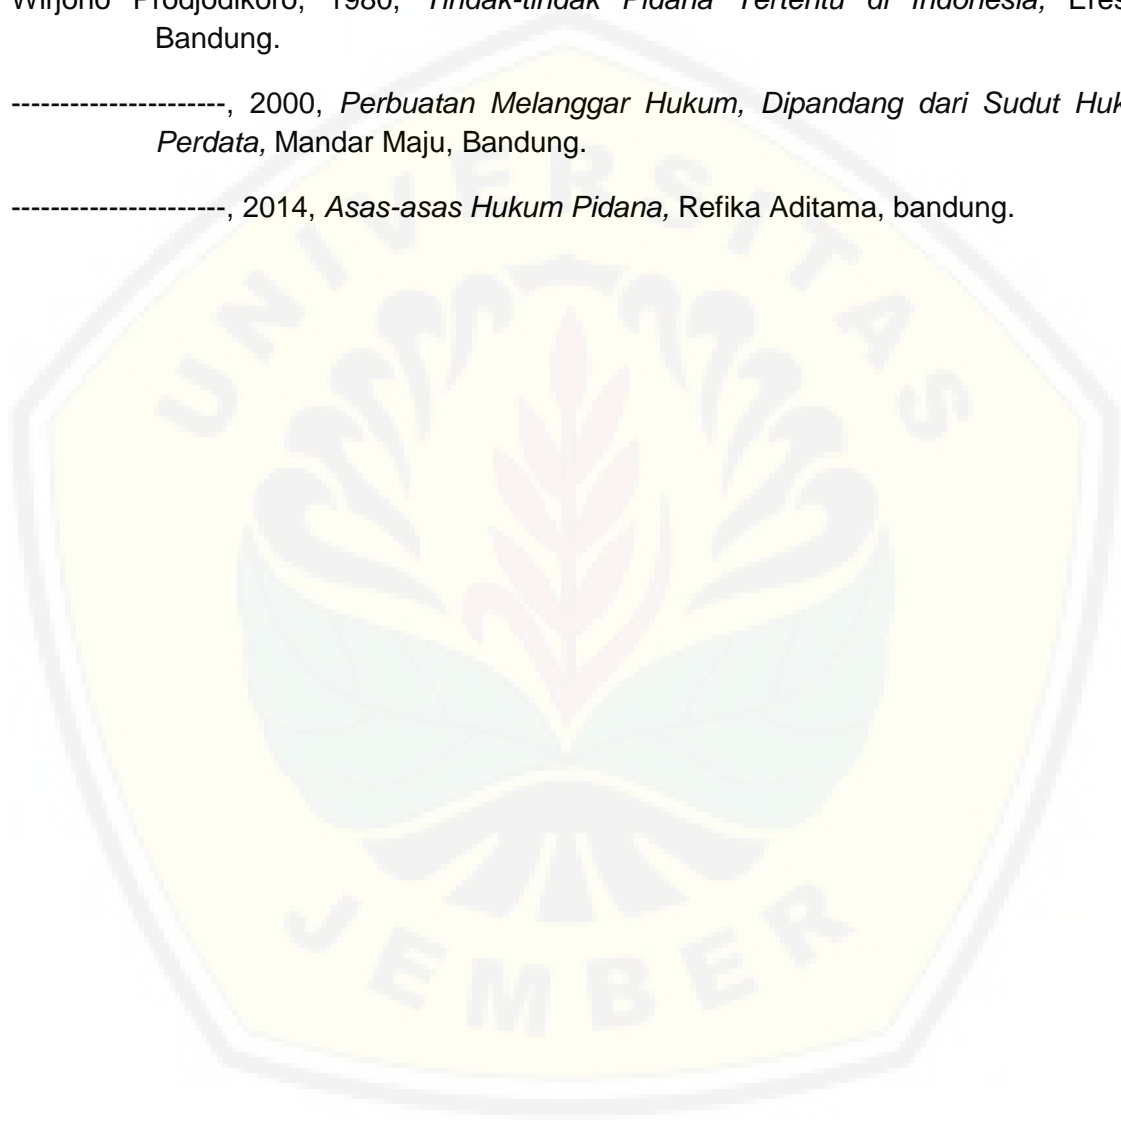 Wirjono Prodjodikoro, 1980, Tindak-tindak Pidana Tertentu di Indonesia,
Bandung.
-----------------------, 2000, Perbuatan Melanggar Hukum, Dipandang dari Sudut
Perdata, Mandar Maju, Bandung.
-----------------------, 2014, Asas-asas Hukum Pidana, Refika Aditama, bandung.
UNIVERSITAS
JEMBER